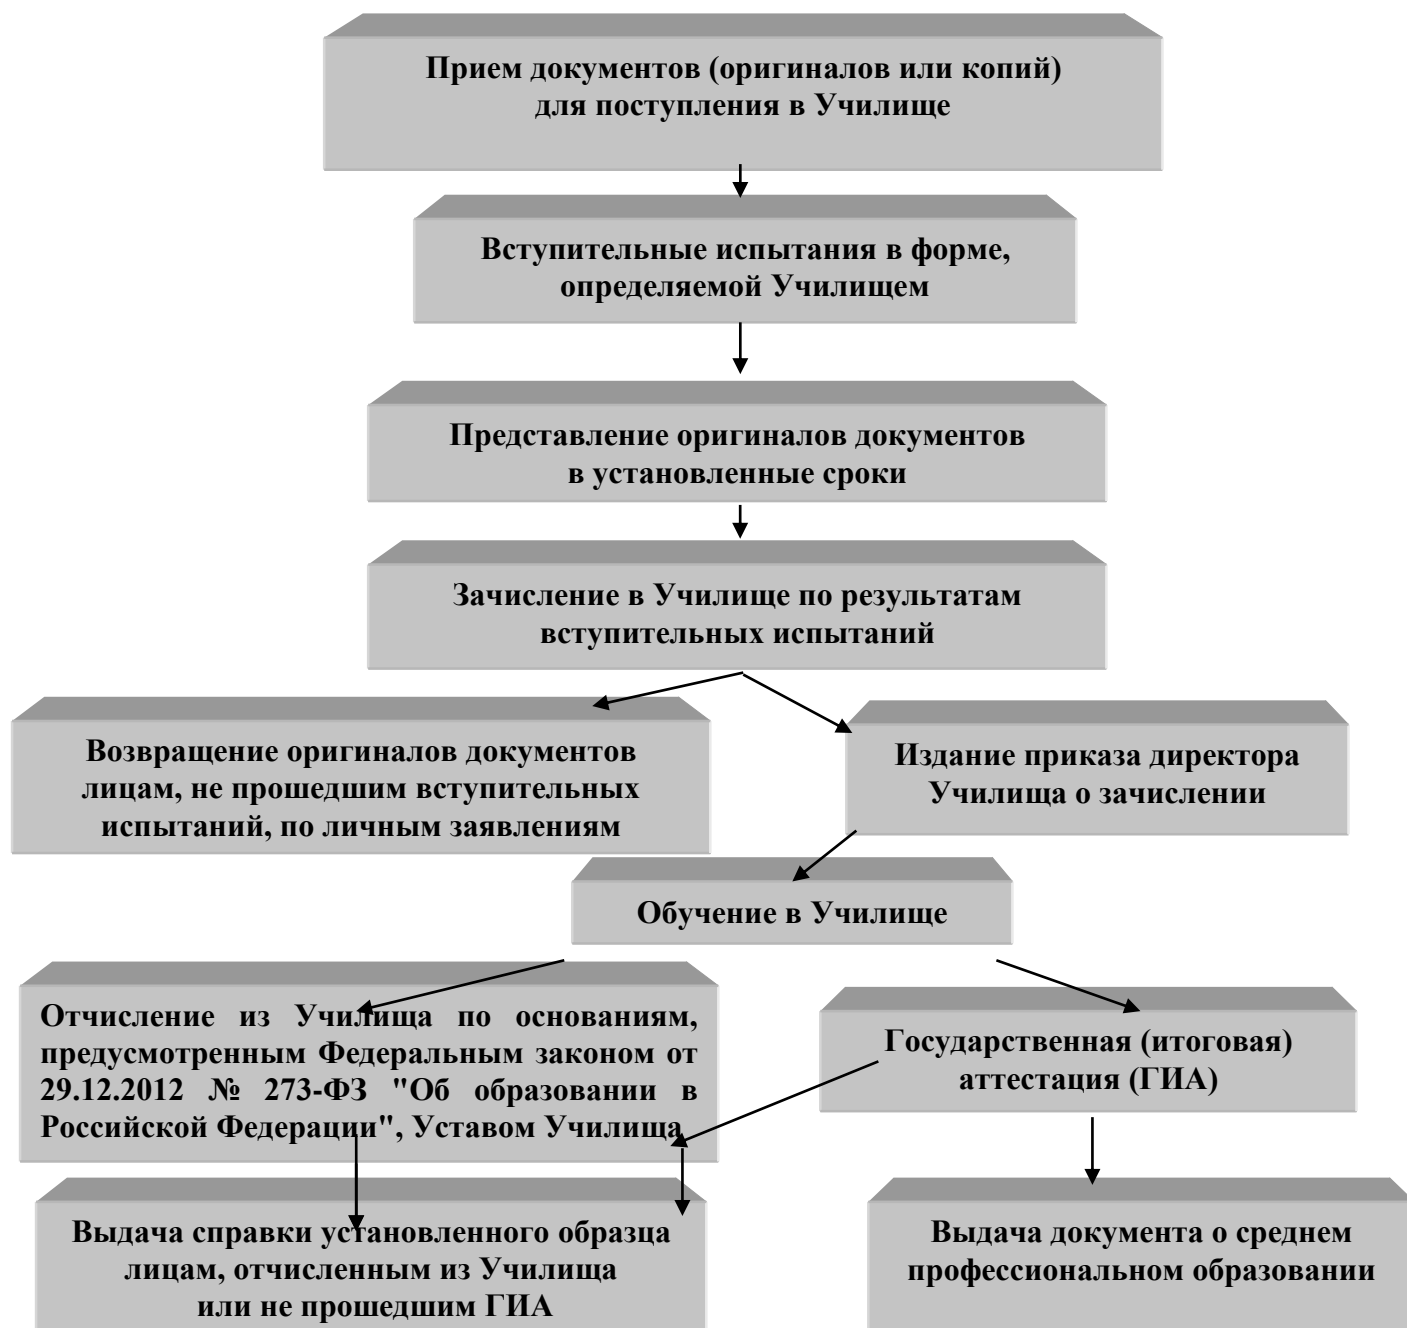 Прием документов (оригиналов или копий)
для поступления в Училище
Вступительные испытания в форме,
определяемой Училищем
Представление оригиналов документов
в установленные сроки
Зачисление в Училище по результатам
вступительных испытаний
Возвращение оригиналов документов
лицам, не прошедшим вступительных
испытаний, по личным заявлениям
Издание приказа директора
Училища о зачислении
Обучение в Училище
Отчисление из Училища по основаниям,
предусмотренным Федеральным законом от
29.12.2012 № 273-ФЗ "Об образовании в
Российской Федерации", Уставом Училища
Государственная (итоговая)
аттестация (ГИА)
Выдача справки установленного образца
лицам, отчисленным из Училища
или не прошедшим ГИА
Выдача документа о среднем
профессиональном образовании